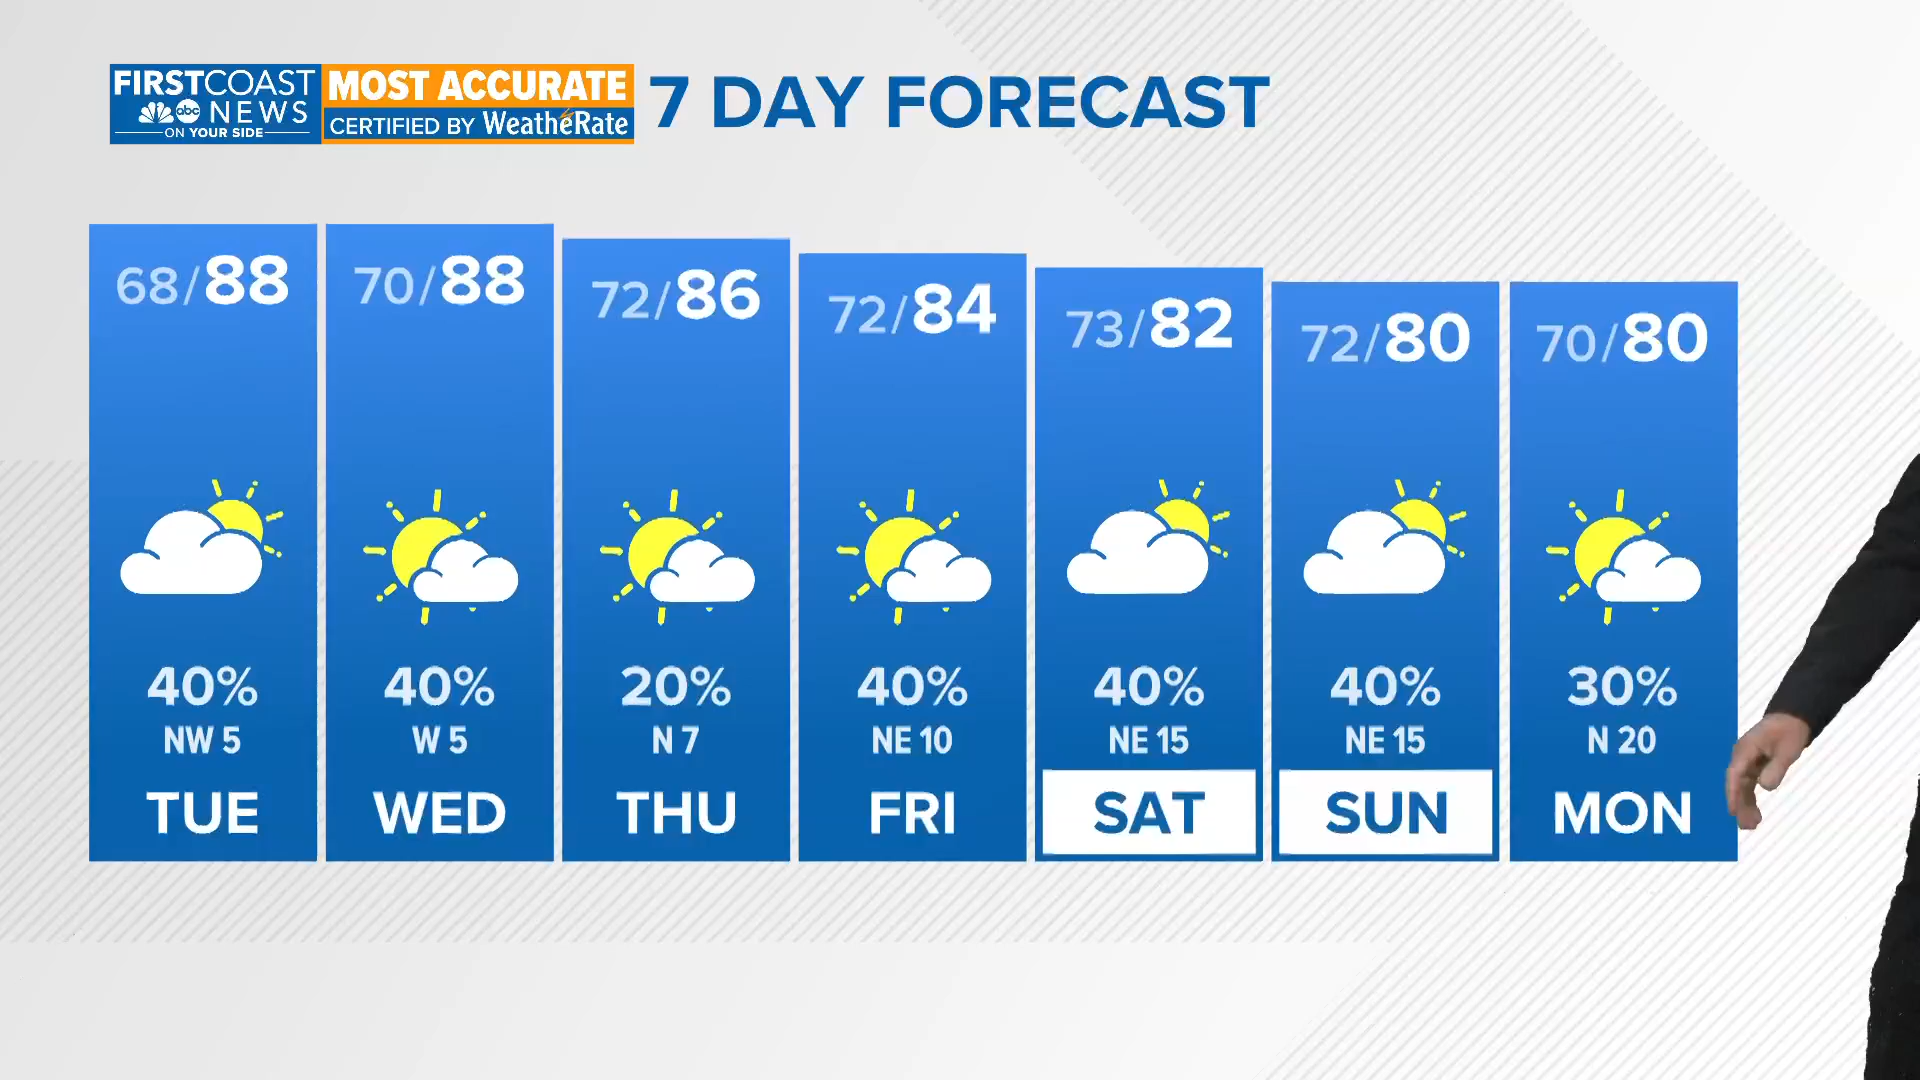 FIRSTCOAST
abc NEWS
ON YOUR SIDE
MOST ACCURATE
CERTIFIED BY WeatheRate
7 DAY FORECAST
68/88
70/88
72/86
72/84
73/82
72/80
70/80
40%
40%
20%
40%
40%
40%
30%
NW 5
W 5
N 7
NE 10
NE 15
NE 15
N 20
TUE
WED
THU
FRI
SAT
SUN
MON